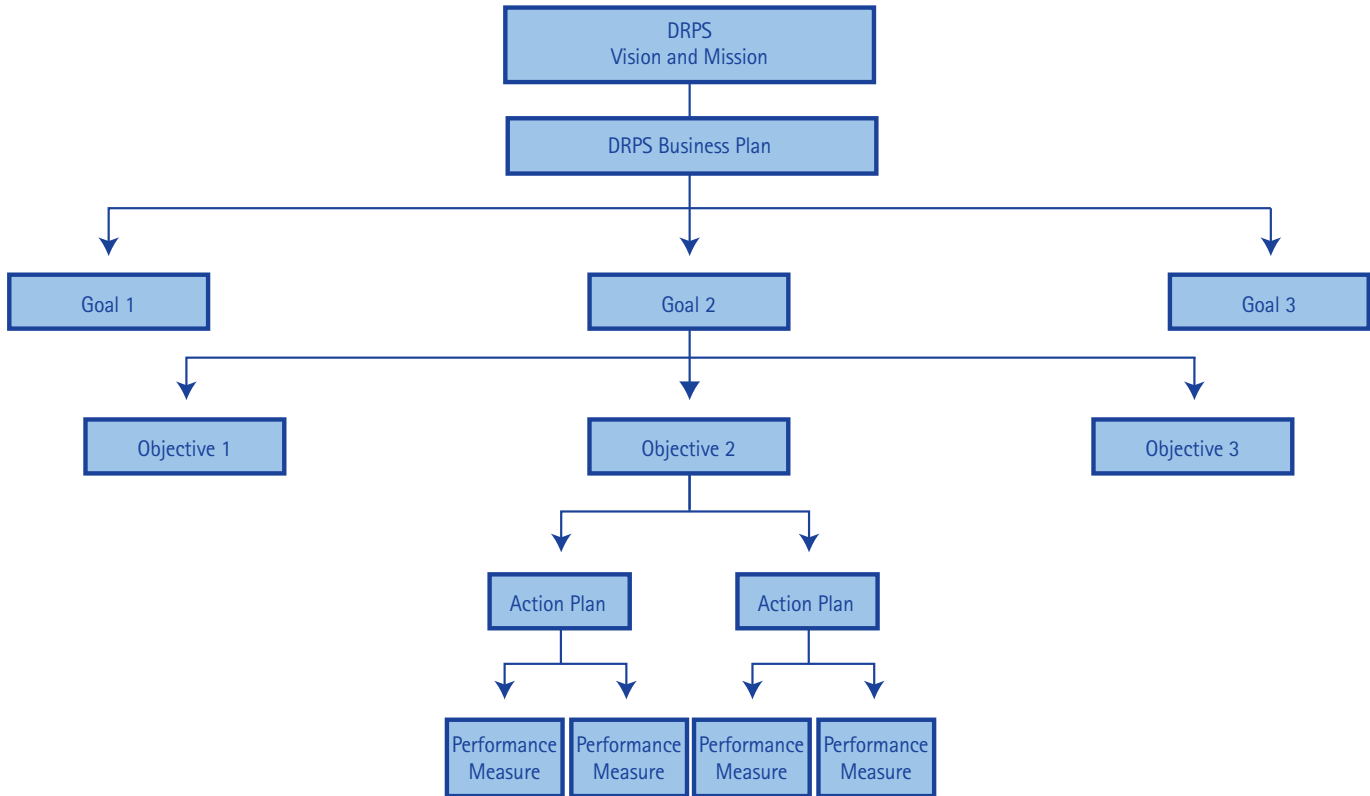 DRPS
Vision and Mission
DRPS Business Plan
Goal 1
Goal 2
Goal 3
Objective 1
Objective 2
Objective 3
Action Plan
Action Plan
Performance
Measure
Performance
Measure
Performance
Measure
Performance
Measure